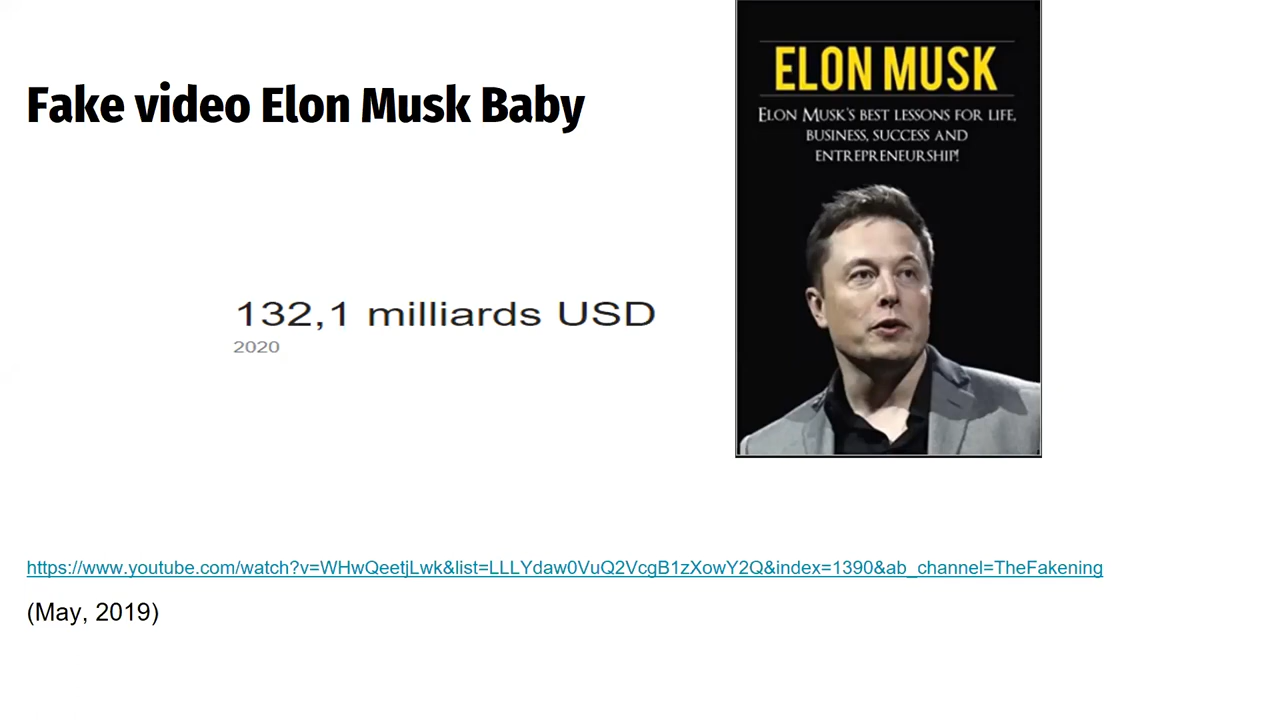 Fake video Elon Musk Baby
ELON MUSK
ELON MUSK'S BEST LESSONS FOR LIFE,
BUSINESS, SUCCESS AND
ENTREPRENEURSHIP!
132,1 milliards USD
2020
https://www.youtube.com/watch?v=WHwQeetjLwk&list=LLLYdaw0VuQ2VcgB1zXowY2Q&index=1390&ab_channel=TheFakening
(May, 2019)